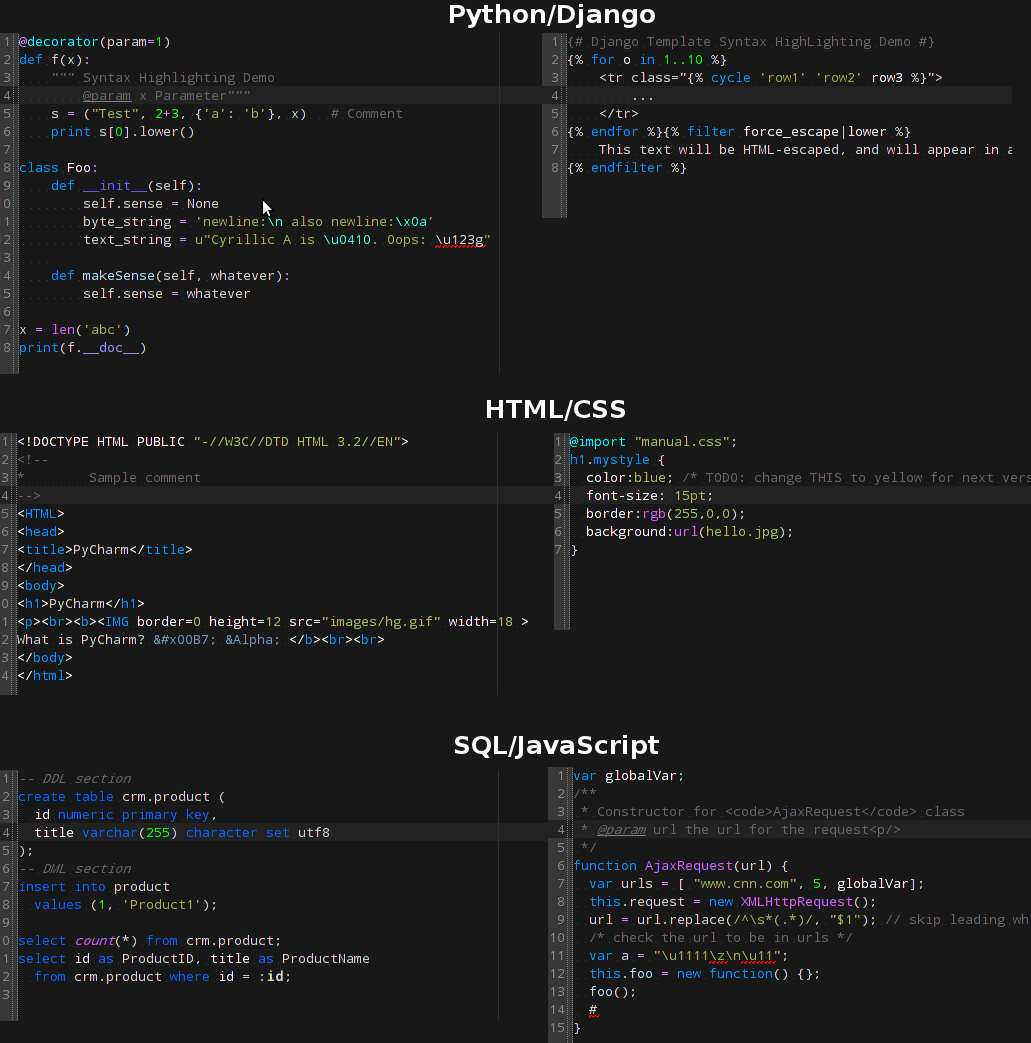 Python/Django
1 @decorator(param=1)
2 def f(x):
3 """ Syntax Highlighting Demo
4 @param x Parameter"""
5 s = ("Test", 2+3, {'a': 'b'}, x) # Comment
6 print s[0].lower()
7
8 class Foo:
9 def __init__(self):
0 self.sense = None
1 byte_string = 'newline:\n also newline:\x0a'
2 text_string = u"Cyrillic А is \u0410. Oops: \u123g"
3
4 def makeSense(self, whatever):
5 self.sense = whatever
6
7 x = len('abc')
8 print(f.__doc__)
1 {# Django Template Syntax HighLighting Demo #}
2 {% for o in 1..10 %}
3 <tr class="{% cycle 'row1' 'row2' row3 %}">
4 ...
5 </tr>
6 {% endfor %}{% filter force_escape|lower %}
7 This text will be HTML-escaped, and will appear in a
8 {% endfilter %}
HTML/CSS
1 <!DOCTYPE HTML PUBLIC "-//W3C//DTD HTML 3.2//EN">
2 <!--
3 * Sample comment
4 -->
5 <HTML>
6 <head>
7 <title>PyCharm</title>
8 </head>
9 <body>
0 <h1>PyCharm</h1>
1 <p><br><b><IMG border=0 height=12 src="images/hg.gif" width=18 >
2 What is PyCharm? &#x00B7; &Alpha; </b><br><br>
3 </body>
4 </html>
1 @import "manual.css";
2 h1.mystyle {
3 color:blue; /* TODO: change THIS to yellow for next vers
4 font-size: 15pt;
5 border:rgb(255,0,0);
6 background:url(hello.jpg);
7 }
SQL/JavaScript
1 -- DDL section
2 create table crm.product (
3 id numeric primary key,
4 title varchar(255) character set utf8
5 );
6 -- DML section
7 insert into product
8 values (1, 'Product1');
9
0 select count(*) from crm.product;
1 select id as ProductID, title as ProductName
2 from crm.product where id = :id;
3
1 var globalVar;
2 /**
3 * Constructor for <code>AjaxRequest</code> class
4 * @param url the url for the request<p/>
5 */
6 function AjaxRequest(url) {
7 var urls = [ "www.cnn.com", 5, globalVar];
8 this.request = new XMLHttpRequest();
9 url = url.replace(/^\s*(.*)/, "$1"); // skip leading wh
10 /* check the url to be in urls */
11 var a = "\u1111\z\n\u11";
12 this.foo = new function() {};
13 foo();
14 #
15 }